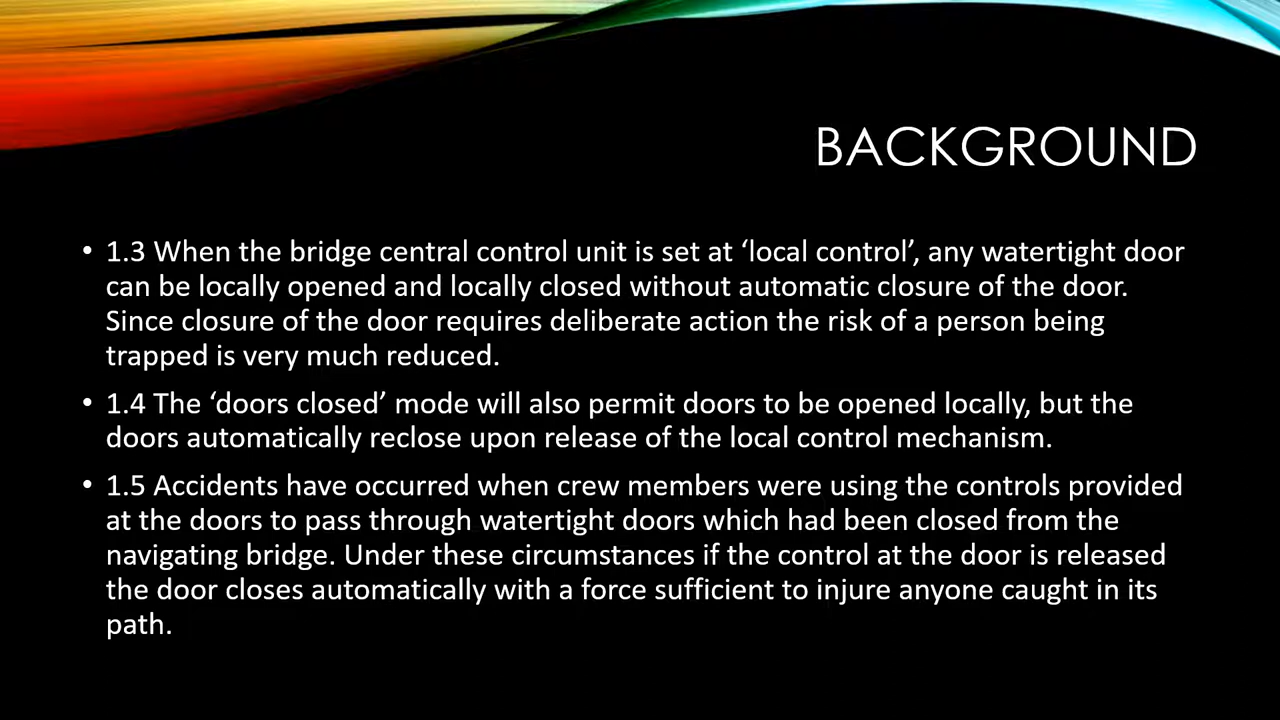 BACKGROUND
• 1.3 When the bridge central control unit is set at ‘local control’, any watertight door
can be locally opened and locally closed without automatic closure of the door.
Since closure of the door requires deliberate action the risk of a person being
trapped is very much reduced.
• 1.4 The ‘doors closed’ mode will also permit doors to be opened locally, but the
doors automatically reclose upon release of the local control mechanism.
• 1.5 Accidents have occurred when crew members were using the controls provided
at the doors to pass through watertight doors which had been closed from the
navigating bridge. Under these circumstances if the control at the door is released
the door closes automatically with a force sufficient to injure anyone caught in its
path.